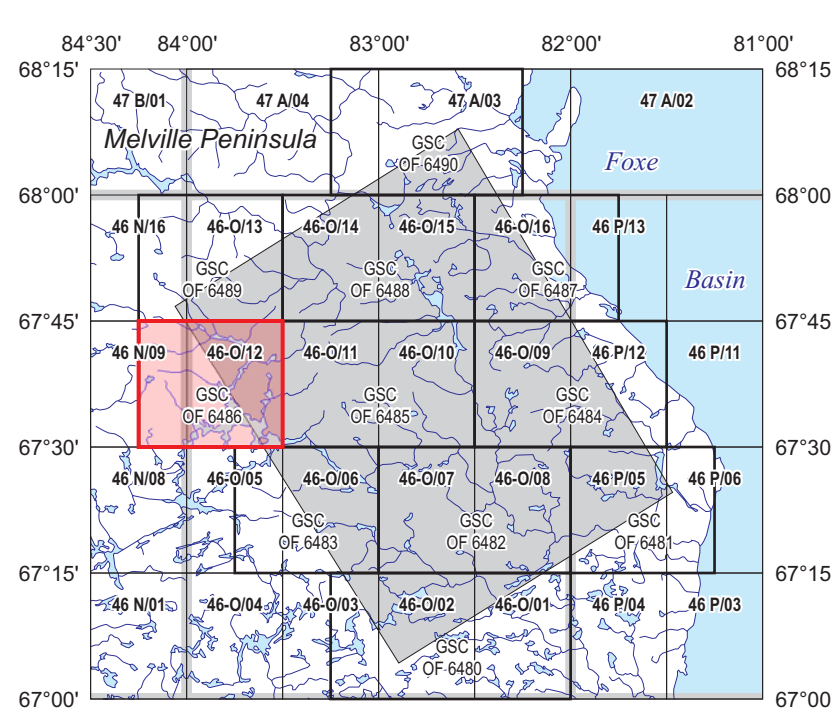 84°30' 84°00' 83°00' 82°00' 81°00'
68°15' 68°15'
47 B/01 47 A/04 47 A/03 47 A/02
Melville Peninsula
GSC
OF 6490
Foxe
68°00' 68°00'
46 N/16 46-O/13 46-O/14 46-O/15 46-O/16 46 P/13
GSC GSC GSC
OF 6489 OF 6488 OF 6487
Basin
67°45' 67°45
46 N/09 46-O/12 46-O/11 46-O/10 46-O/09 46 P/12 46 P/11
GSC GSC GSC
OF 6486 OF 6485 OF 6484
67°30' 67°30
46 N/08 46-O/05 46-O/06 46-O/07 46-O/08 46 P/05 46 P/06
GSC GSC GSC
OF 6483 OF 6482 OF 6481
67°15' 67°15
46 N/01 46-O/04 46-O/03 46-O/02 46-O/01 46 P/04 46 P/03
GSC
OF 6480
67°00' 67°00'